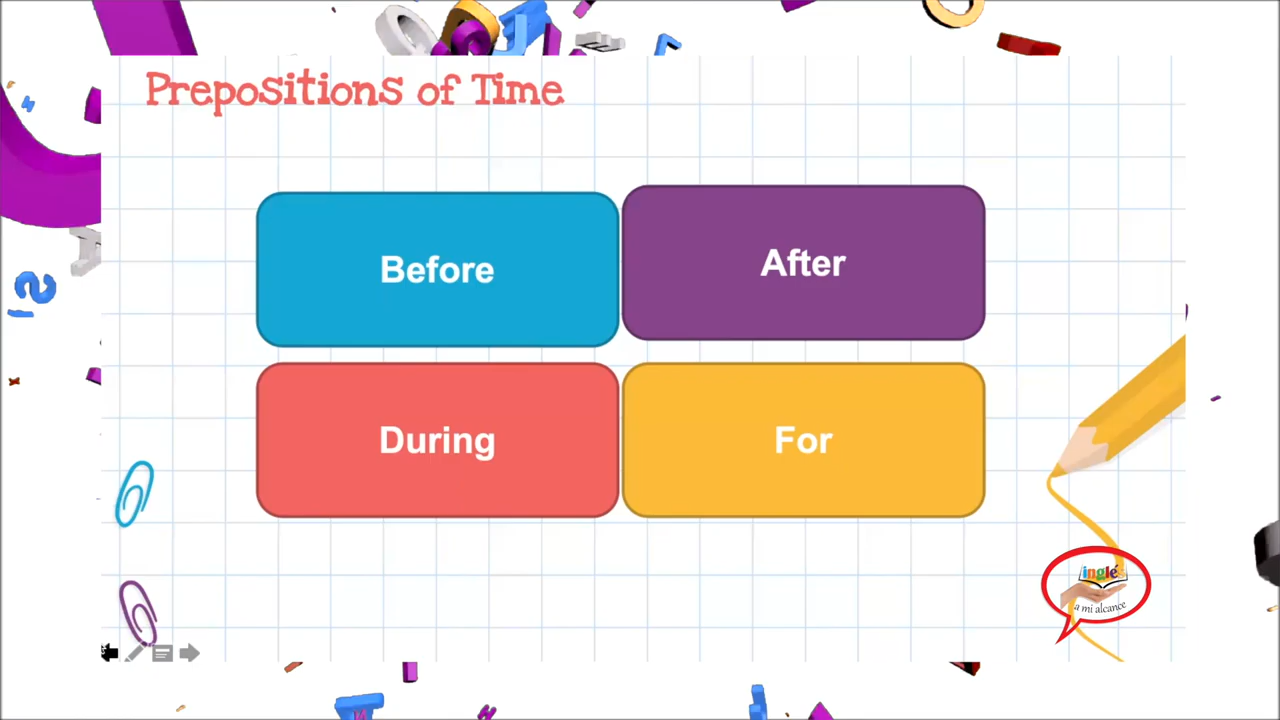 Prepositions of Time
Before
After
During
For
inglés
a mi alcance